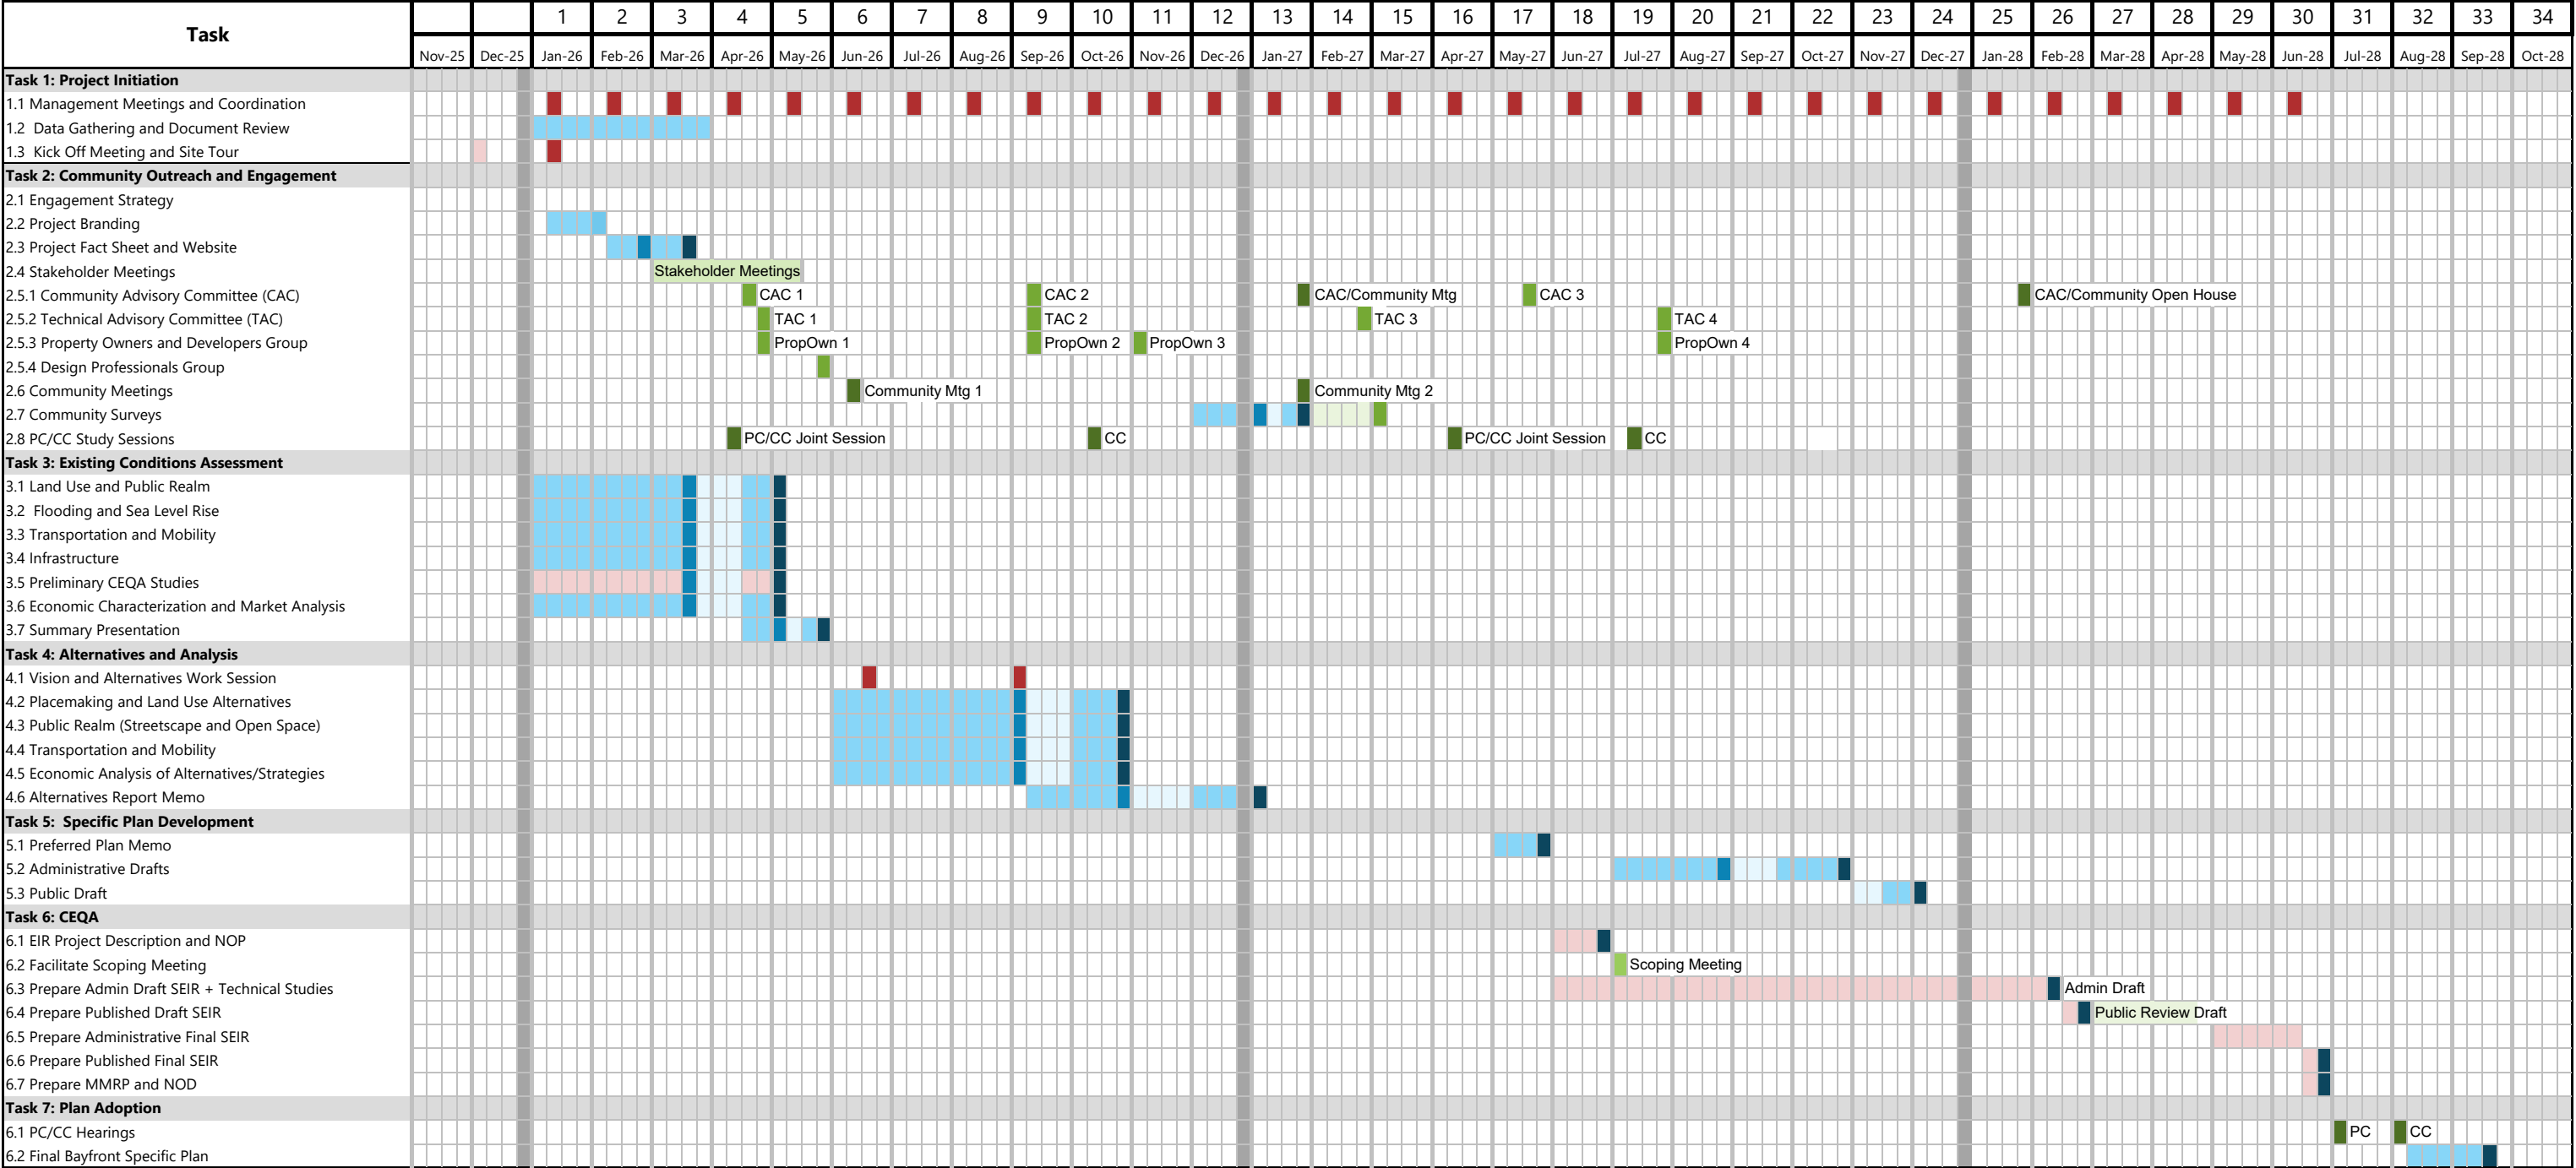 Task 1 2 3 4 5 6 7 8 9 10 11 12 13 14 15 16 17 18 19 20 21 22 23 24 25 26 27 28 29 30 31 32 33 34
Nov-25 Dec-25 Jan-26 Feb-26 Mar-26 Apr-26 May-26 Jun-26 Jul-26 Aug-26 Sep-26 Oct-26 Nov-26 Dec-26 Jan-27 Feb-27 Mar-27 Apr-27 May-27 Jun-27 Jul-27 Aug-27 Sep-27 Oct-27 Nov-27 Dec-27 Jan-28 Feb-28 Mar-28 Apr-28 May-28 Jun-28 Jul-28 Aug-28 Sep-28 Oct-28
Task 1: Project Initiation
1.1 Management Meetings and Coordination
1.2 Data Gathering and Document Review
1.3 Kick Off Meeting and Site Tour
Task 2: Community Outreach and Engagement
2.1 Engagement Strategy
2.2 Project Branding
2.3 Project Fact Sheet and Website
2.4 Stakeholder Meetings Stakeholder Meetings
2.5.1 Community Advisory Committee (CAC) CAC 1 CAC 2 CAC/Community Mtg CAC 3 CAC/Community Open House
2.5.2 Technical Advisory Committee (TAC) TAC 1 TAC 2 TAC 3 TAC 4
2.5.3 Property Owners and Developers Group PropOwn 1 PropOwn 2 PropOwn 3 PropOwn 4
2.5.4 Design Professionals Group
2.6 Community Meetings Community Mtg 1 Community Mtg 2
2.7 Community Surveys
2.8 PC/CC Study Sessions PC/CC Joint Session CC PC/CC Joint Session CC
Task 3: Existing Conditions Assessment
3.1 Land Use and Public Realm
3.2 Flooding and Sea Level Rise
3.3 Transportation and Mobility
3.4 Infrastructure
3.5 Preliminary CEQA Studies
3.6 Economic Characterization and Market Analysis
3.7 Summary Presentation
Task 4: Alternatives and Analysis
4.1 Vision and Alternatives Work Session
4.2 Placemaking and Land Use Alternatives
4.3 Public Realm (Streetscape and Open Space)
4.4 Transportation and Mobility
4.5 Economic Analysis of Alternatives/Strategies
4.6 Alternatives Report Memo
Task 5: Specific Plan Development
5.1 Preferred Plan Memo
5.2 Administrative Drafts
5.3 Public Draft
Task 6: CEQA
6.1 EIR Project Description and NOP
6.2 Facilitate Scoping Meeting Scoping Meeting
6.3 Prepare Admin Draft SEIR + Technical Studies Admin Draft
6.4 Prepare Published Draft SEIR Public Review Draft
6.5 Prepare Administrative Final SEIR
6.6 Prepare Published Final SEIR
6.7 Prepare MMRP and NOD
Task 7: Plan Adoption
6.1 PC/CC Hearings PC CC
6.2 Final Bayfront Specific Plan